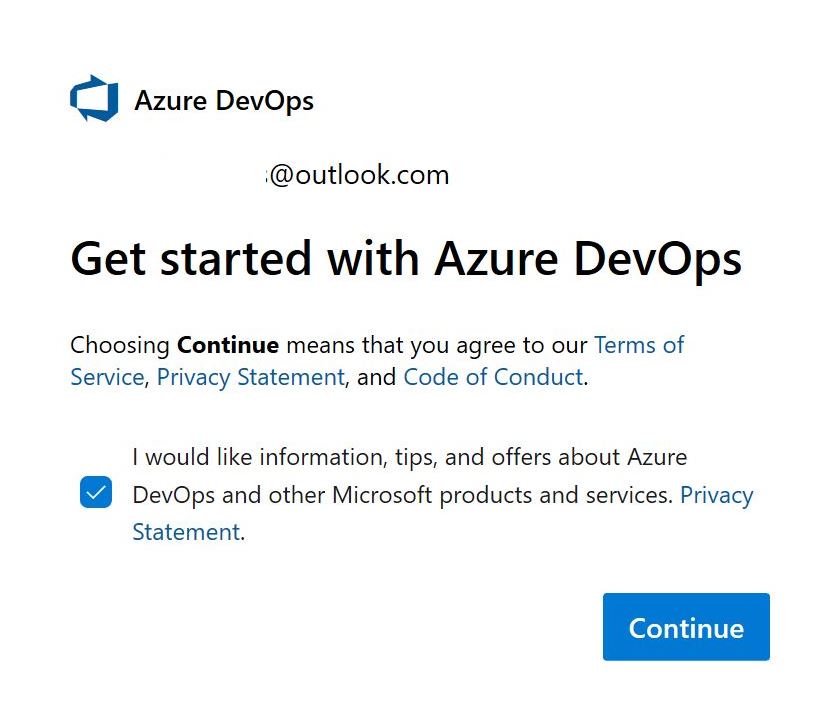 Azure DevOps
@outlook.com
Get started with Azure DevOps
Choosing Continue means that you agree to our Terms of
Service, Privacy Statement, and Code of Conduct.
I would like information, tips, and offers about Azure
DevOps and other Microsoft products and services. Privacy
Statement.
Continue